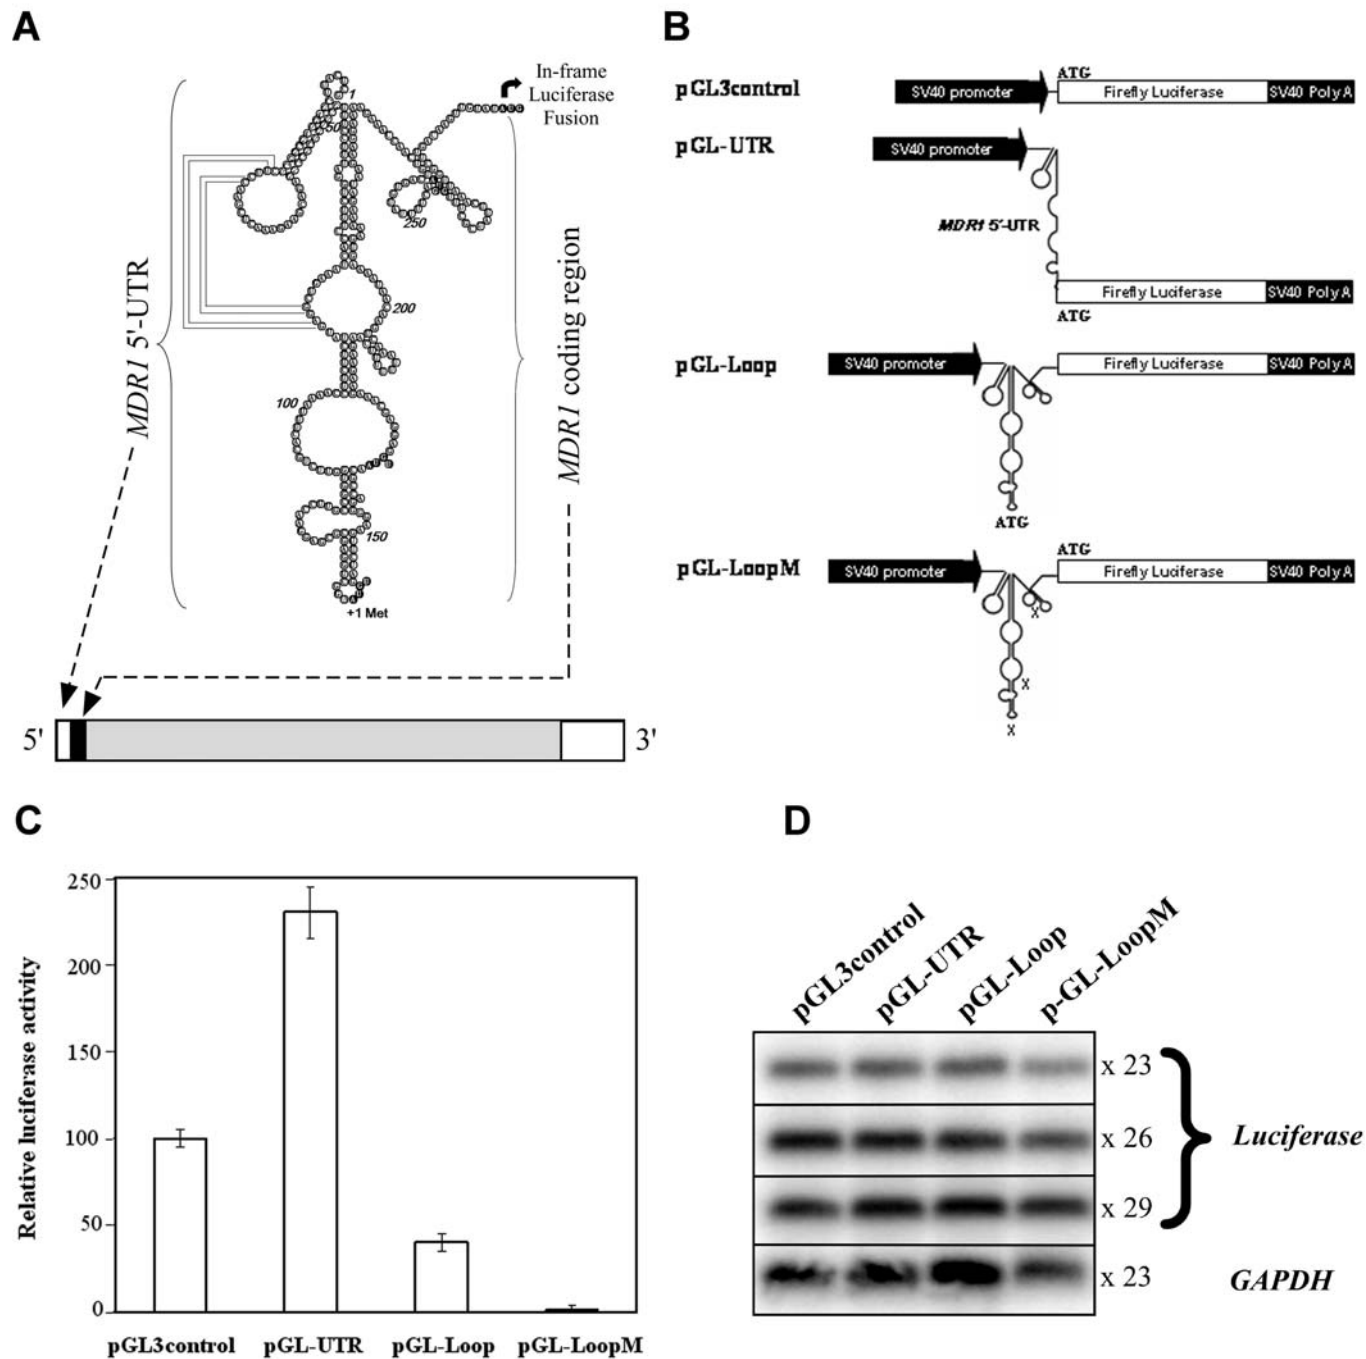 A
In-frame
Luciferase
Fusion
1
50
250
200
100
150
+1 Met
MDR1 5'-UTR
MDR1 coding region
5'
3'
B
pGL3control
SV40 promoter
ATG
Firefly Luciferase
SV40 Poly A
pGL-UTR
SV40 promoter
MDR1 5'-UTR
Firefly Luciferase
SV40 Poly A
ATG
pGL-Loop
SV40 promoter
Firefly Luciferase
SV40 Poly A
ATG
pGL-LoopM
SV40 promoter
ATG
Firefly Luciferase
SV40 Poly A
X
X
X
C
Relative luciferase activity
250
200
150
100
50
0
pGL3control
pGL-UTR
pGL-Loop
pGL-LoopM
D
pGL3control
pGL-UTR
pGL-Loop
p-GL-LoopM
x 23
x 26
x 29
x 23
Luciferase
GAPDH